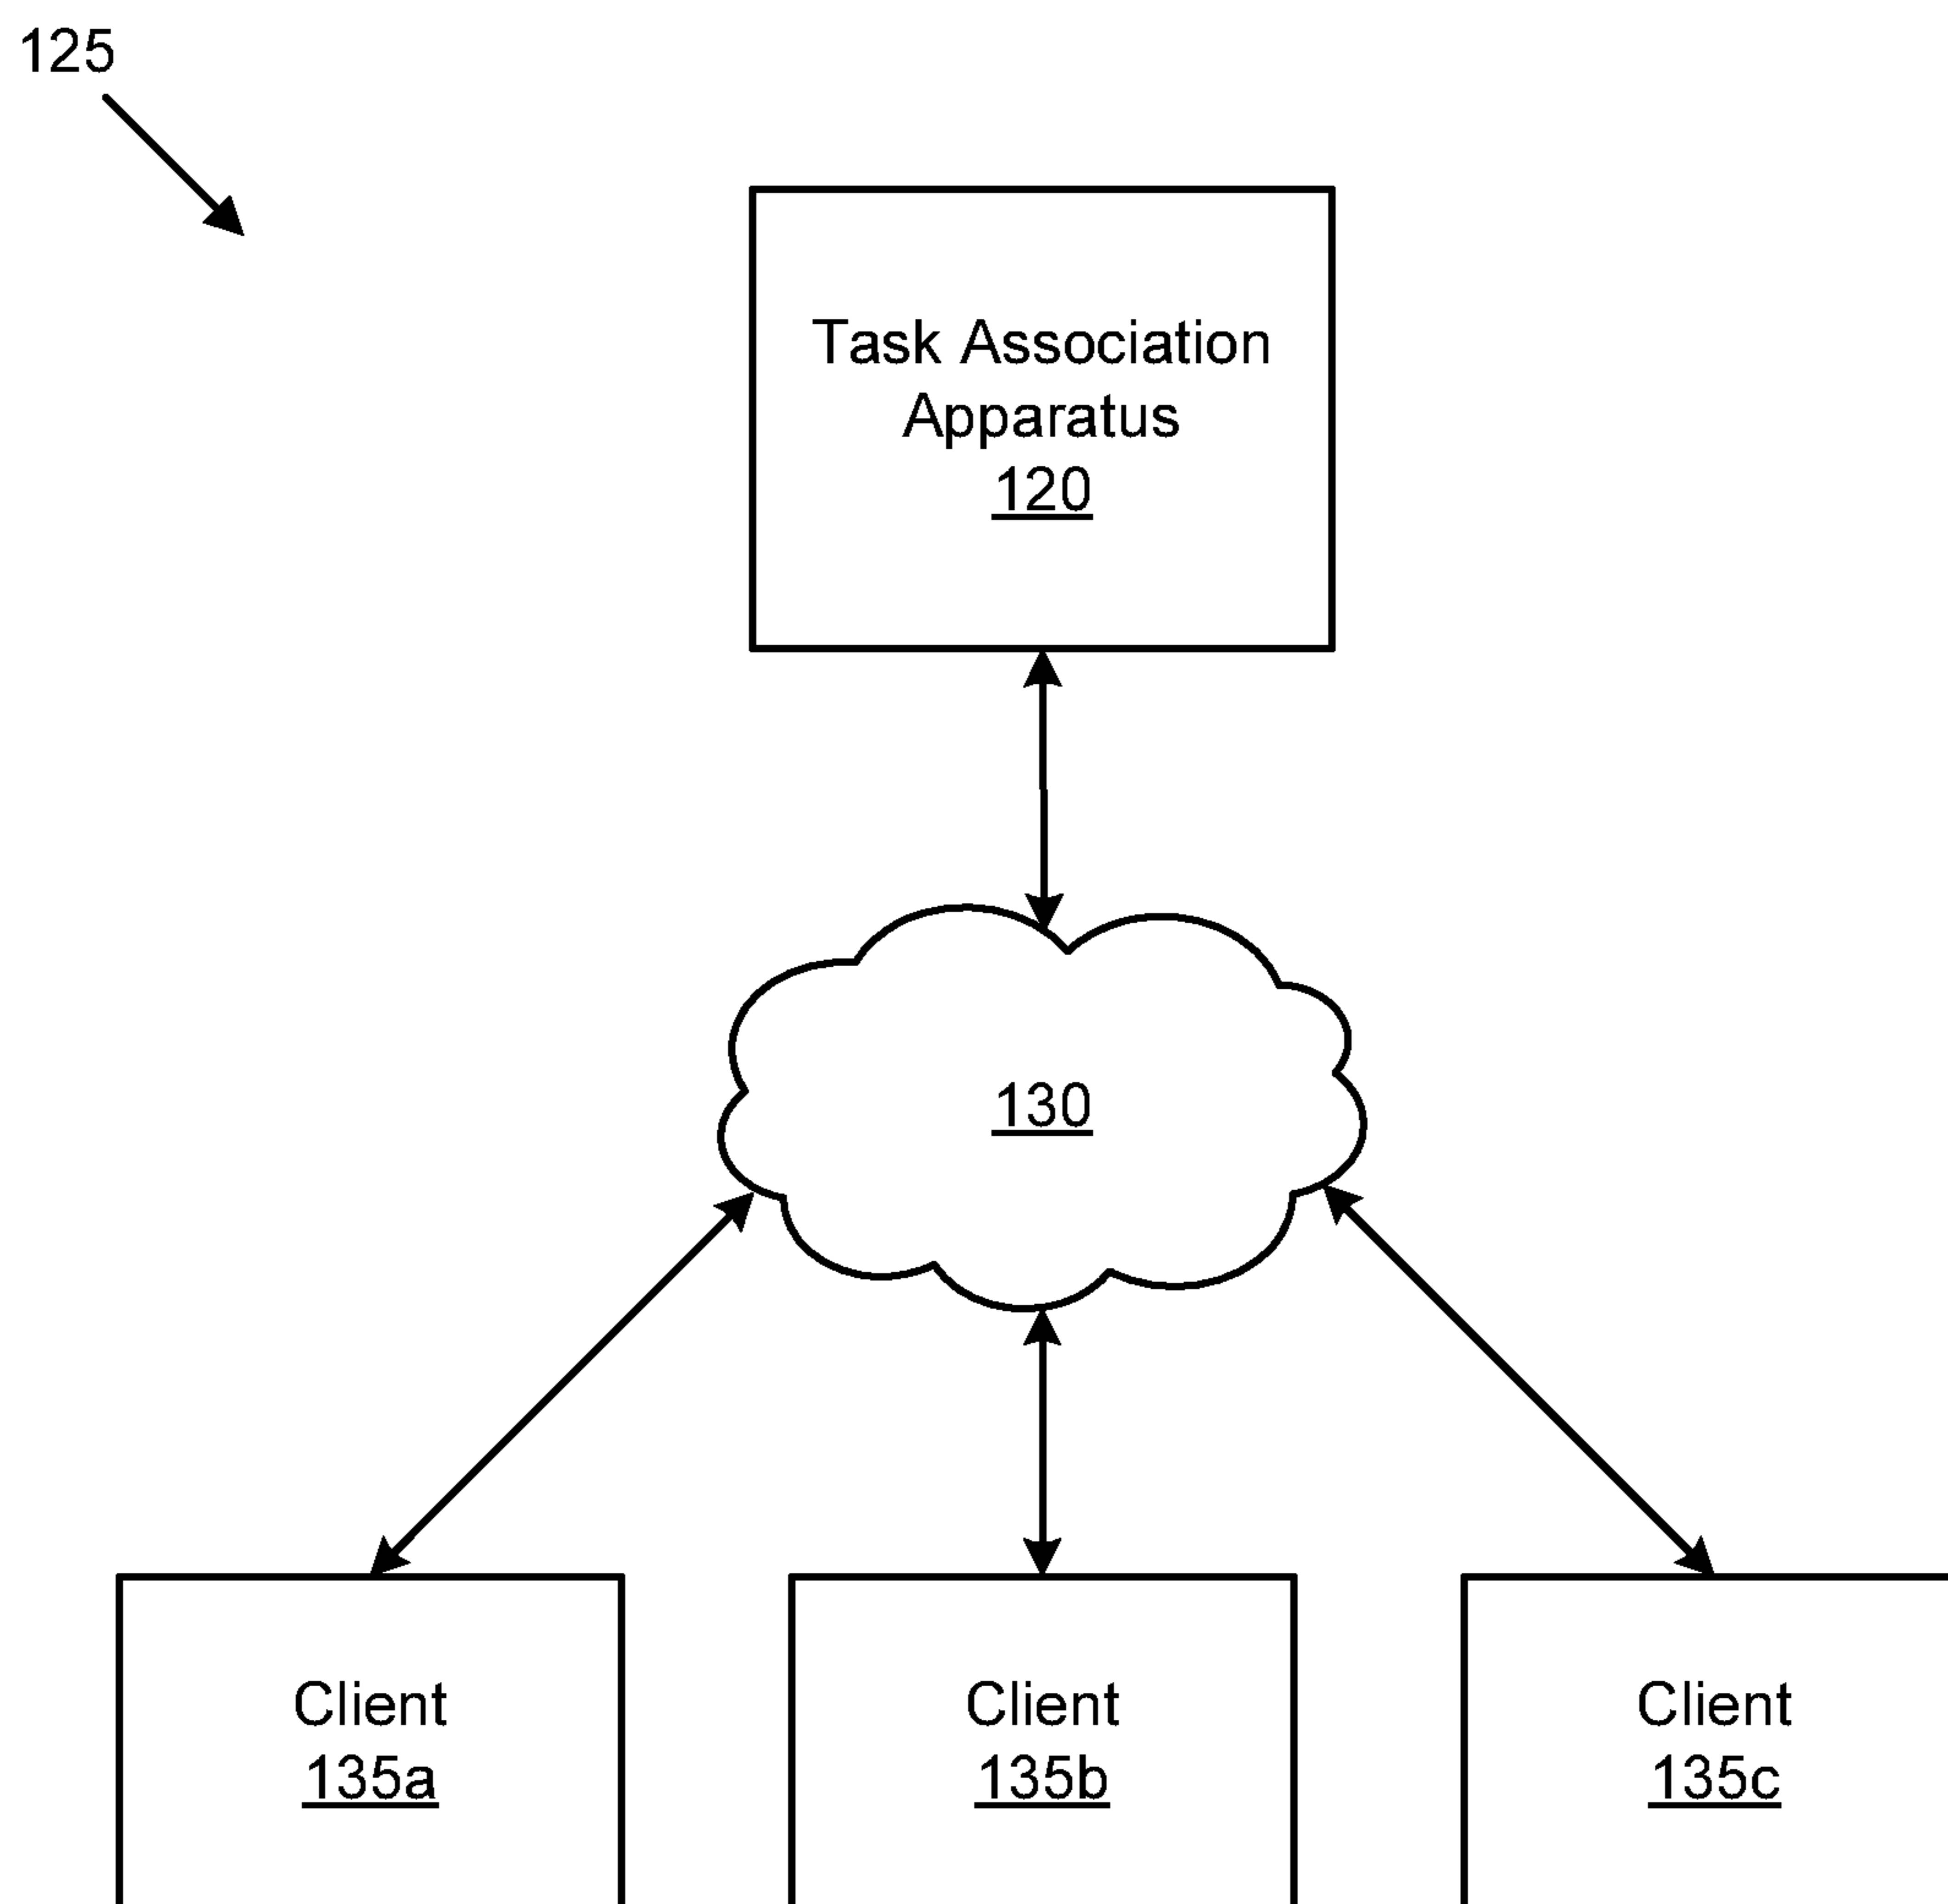 125
Task Association
Apparatus
120
130
Client
135a
Client
135b
Client
135c